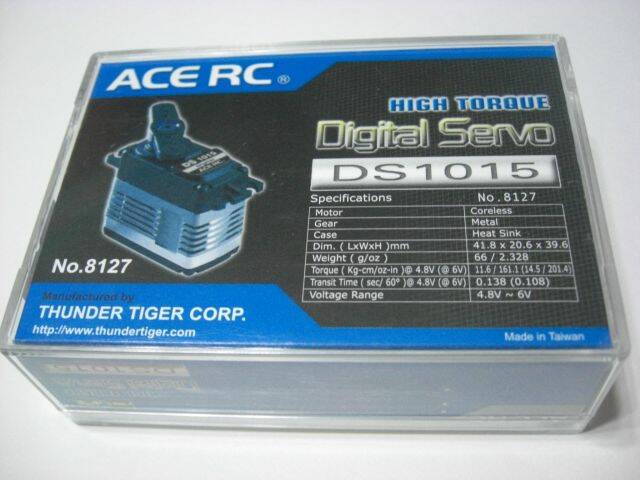 ACE RC ®
HIGH TORQUE
Digital Servo
DS1015
DS 1015
ACE RC
No.8127
Specifications No. 8127
Motor Coreless
Gear Metal
Case Heat Sink
Dim. ( LxWxH )mm 41.8 x 20.6 x 39.6
Weight ( g/oz ) 66 / 2.328
Torque ( Kg-cm/oz-in )@ 4.8V (@ 6V) 11.6 / 161.1 (14.5 / 201.4)
Transit Time ( sec/ 60° )@ 4.8V (@ 6V) 0.138 (0.108)
Voltage Range 4.8V ~ 6V
Manufactured by
THUNDER TIGER CORP.
http://www.thundertiger.com
Made in Taiwan